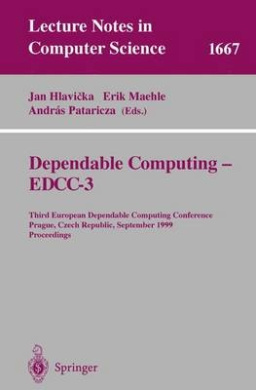 Lecture Notes in
Computer Science 1667
Jan Hlavička Erik Maehle
András Pataricza (Eds.)
Dependable Computing –
EDCC-3
Third European Dependable Computing Conference
Prague, Czech Republic, September 1999
Proceedings
Springer